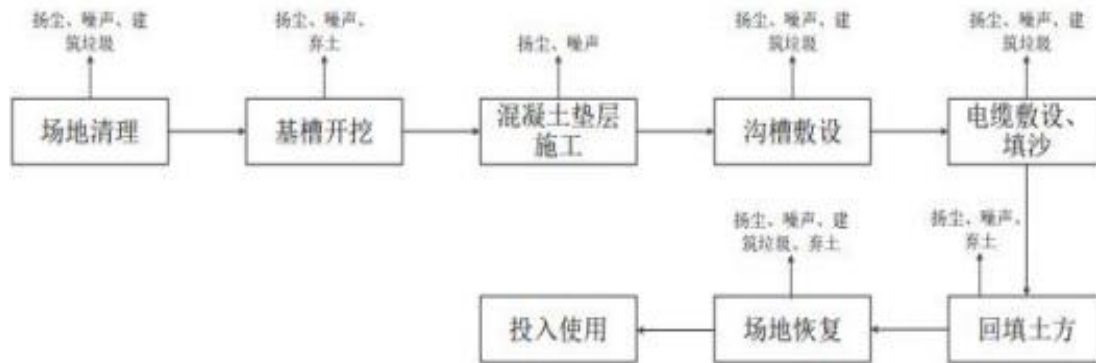 扬尘、噪声、建
筑垃圾
场地清理
扬尘、噪声、
弃土
基槽开挖
扬尘、噪声
混凝土垫层
施工
扬尘、噪声、建
筑垃圾
沟槽敷设
扬尘、噪声、建
筑垃圾
电缆敷设、
填沙
扬尘、噪声、
弃土
回填土方
扬尘、噪声、建
筑垃圾、弃土
场地恢复
投入使用